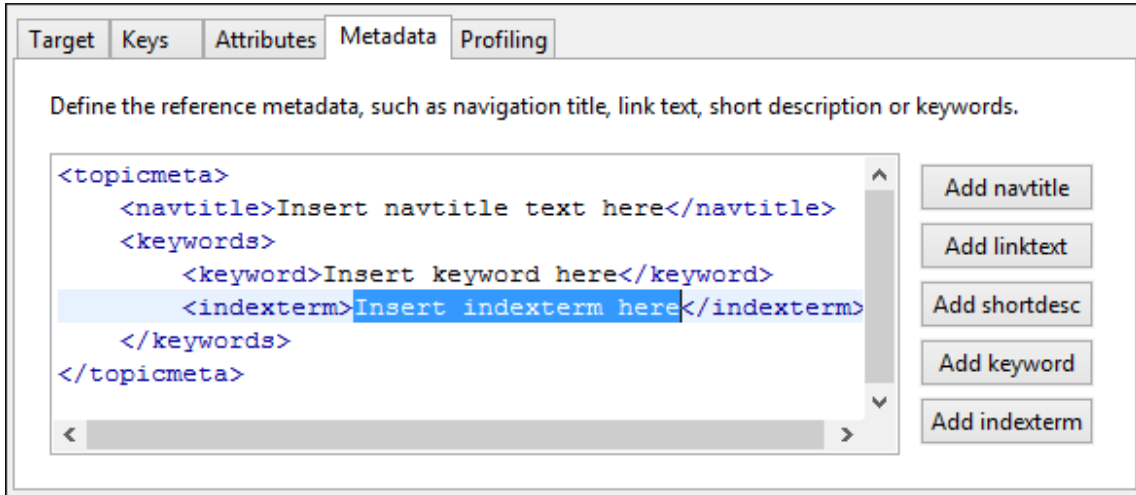 Target Keys Attributes Metadata Profiling
Define the reference metadata, such as navigation title, link text, short description or keywords.
<topicmeta>
<navtitle>Insert navtitle text here</navtitle>
<keywords>
<keyword>Insert keyword here</keyword>
<indexterm>Insert indexterm here</indexterm>
</keywords>
</topicmeta>
Add navtitle
Add linktext
Add shortdesc
Add keyword
Add indexterm